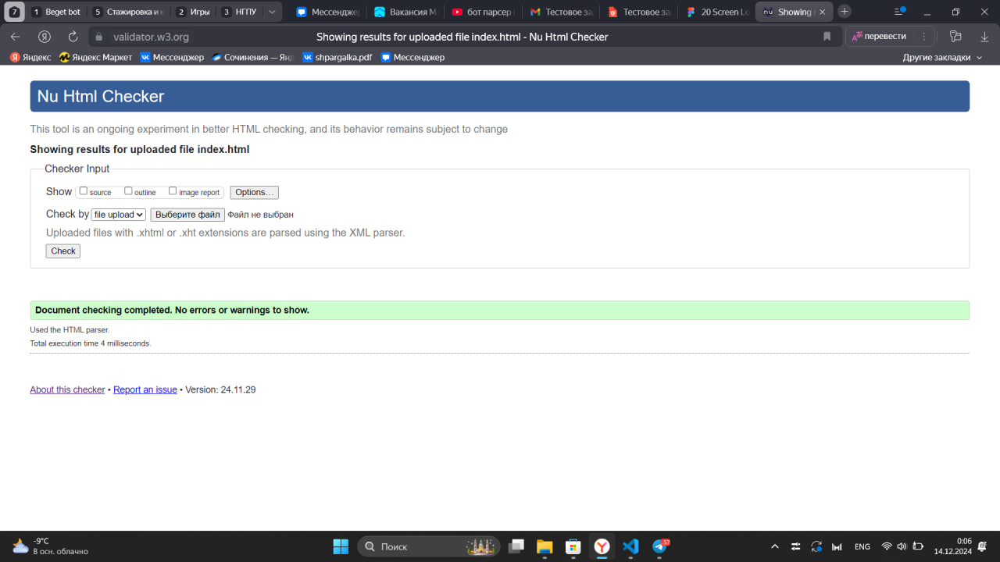 7 1 Beget bot 5 Стажировка и к 2 Игры 3 НГПУ Мессендже Вакансия М бот парсер Тестовое за Тестовое за 20 Screen Lo nu Showing
validator.w3.org Showing results for uploaded file index.html - Nu Html Checker перевести
Яндекс Яндекс Маркет Мессенджер Сочинения — Янд shpargalka.pdf Мессенджер Другие закладки
Nu Html Checker
This tool is an ongoing experiment in better HTML checking, and its behavior remains subject to change
Showing results for uploaded file index.html
Checker Input
Show source outline image report Options...
Check by file upload Выберите файл Файл не выбран
Uploaded files with .xhtml or .xht extensions are parsed using the XML parser.
Check
Document checking completed. No errors or warnings to show.
Used the HTML parser.
Total execution time 4 milliseconds.
About this checker • Report an issue • Version: 24.11.29
-9°C
В осн. облачно
Поиск
57
ENG
0:06
14.12.2024